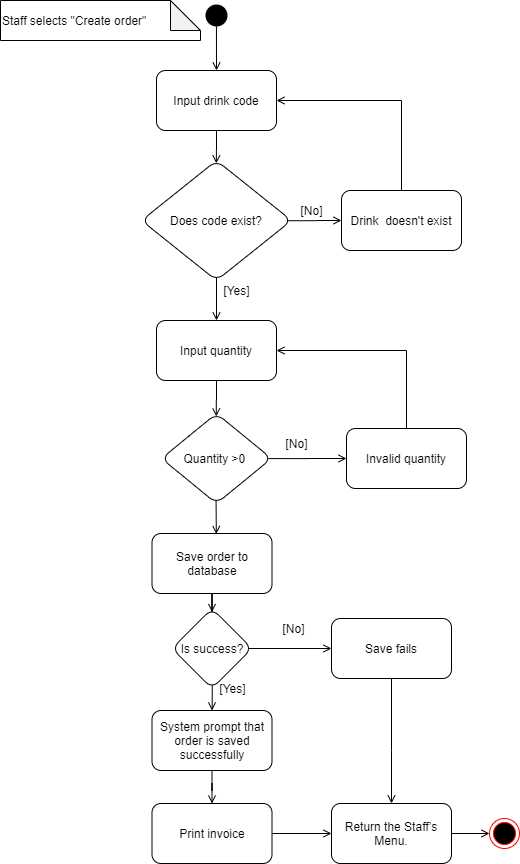 Staff selects "Create order"
Input drink code
Does code exist?
[No]
Drink  doesn't exist
[Yes]
Input quantity
Quantity >0
[No]
Invalid quantity
Save order to
database
Is success?
[No]
Save fails
[Yes]
System prompt that
order is saved
successfully
Print invoice
Return the Staff's
Menu.